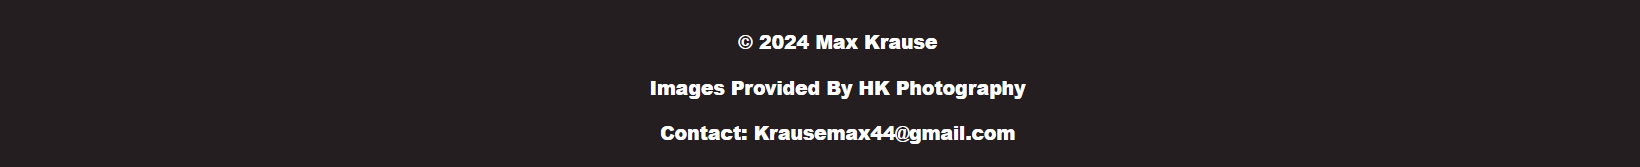 © 2024 Max Krause
Images Provided By HK Photography
Contact: Krausemax44@gmail.com